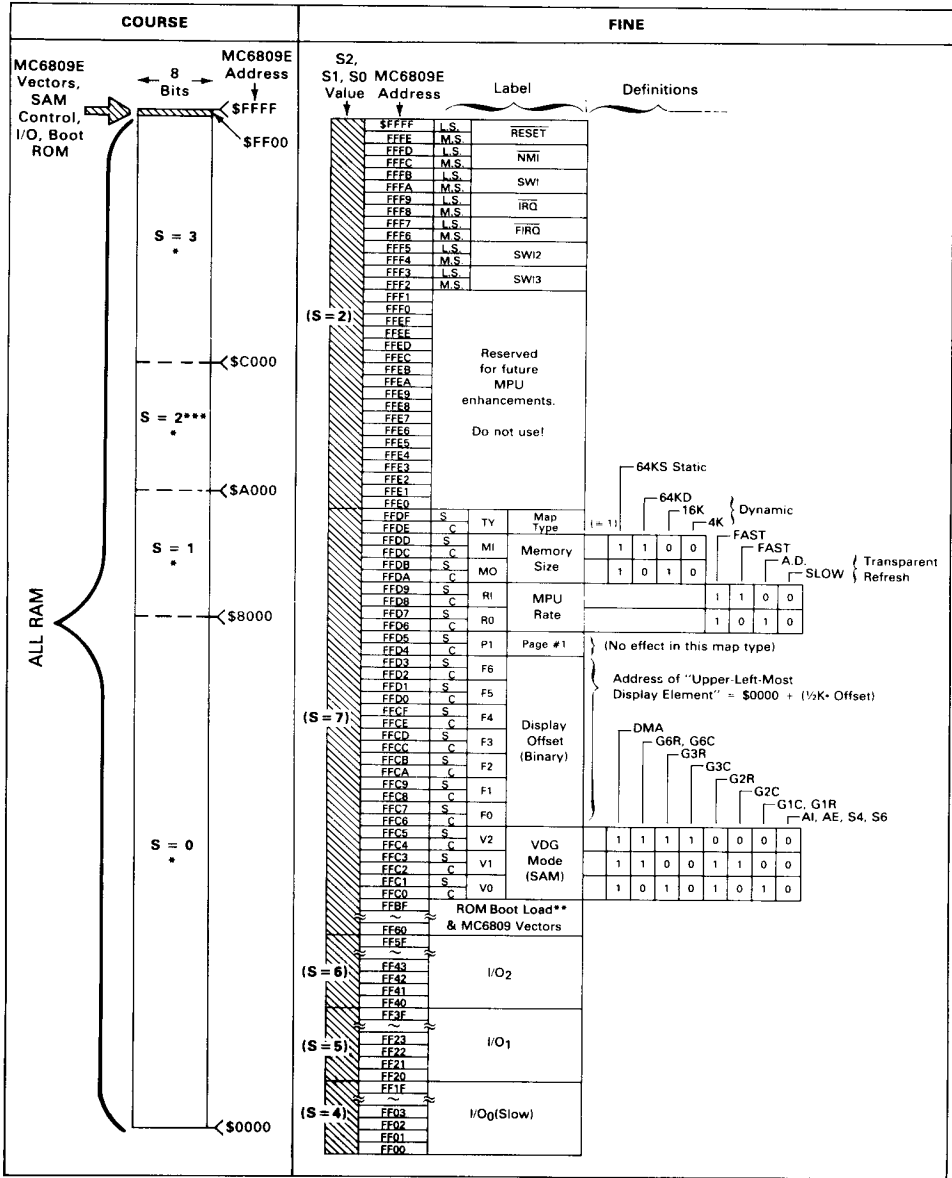 COURSE
FINE
MC6809E
Vectors,
SAM
Control,
I/O, Boot
ROM
8
Bits
MC6809E
Address
$FFFF
$FF00
S = 3
*
$C000
S = 2***
*
$A000
S = 1
*
$8000
ALL RAM
S = 0
*
$0000
S2,
S1, S0
Value
MC6809E
Address
Label
Definitions
$FFFF L.S. RESET
FFFE M.S.
FFFD L.S. NMI
FFFC M.S.
FFFB L.S. SWI
FFFA M.S.
FFF9 L.S. IRQ
FFF8 M.S.
FFF7 L.S. FIRQ
FFF6 M.S.
FFF5 L.S. SWI2
FFF4 M.S.
FFF3 L.S. SWI3
FFF2 M.S.
(S=2)
FFF1
FFF0
FFEF
FFEE
FFED
FFEC
FFEB
FFEA
FFE9
FFE8
FFE7
FFE6
FFE5
FFE4
FFE3
FFE2
FFE1
FFE0
Reserved
for future
MPU
enhancements.
Do not use!
64KS Static
64KD
16K
4K
Dynamic
FFDF S TY Map
FFDE C Type (= 1)
FFDD S MI Memory 1 1 0 0
FFDC C Size
FFDB S MO 1 0 1 0
FFDA C
FAST
FAST
A.D.
SLOW
Transparent
Refresh
FFD9 S RI MPU 1 1 0 0
FFD8 C Rate
FFD7 S R0 1 0 1 0
FFD6 C
FFD5 S P1 Page #1 (No effect in this map type)
FFD4 C
FFD3 S F6
FFD2 C
FFD1 S F5
FFD0 C
(S=7)
FFCF S F4
FFCE C
FFCD S F3
FFCC C
FFCB S F2
FFCA C
FFC9 S F1
FFC8 C
FFC7 S F0
FFC6 C
Display
Offset
(Binary)
Address of "Upper-Left-Most
Display Element" = $0000 + (½K• Offset)
DMA
G6R, G6C
G3R
G3C
G2R
G2C
G1C, G1R
AI, AE, S4, S6
FFC5 S V2 1 1 1 1 0 0 0 0
FFC4 C
FFC3 S V1 1 1 0 0 1 1 0 0
FFC2 C
FFC1 S V0 1 0 1 0 1 0 1 0
FFC0 C
VDG
Mode
(SAM)
FFBF
~
FF60
ROM Boot Load**
& MC6809 Vectors
FF5F
~
(S=6)
FF43
FF42
FF41
FF40
I/O2
FF3F
~
(S=5)
FF23
FF22
FF21
FF20
I/O1
FF1F
~
(S=4)
FF03
FF02
FF01
FF00
I/O0(Slow)